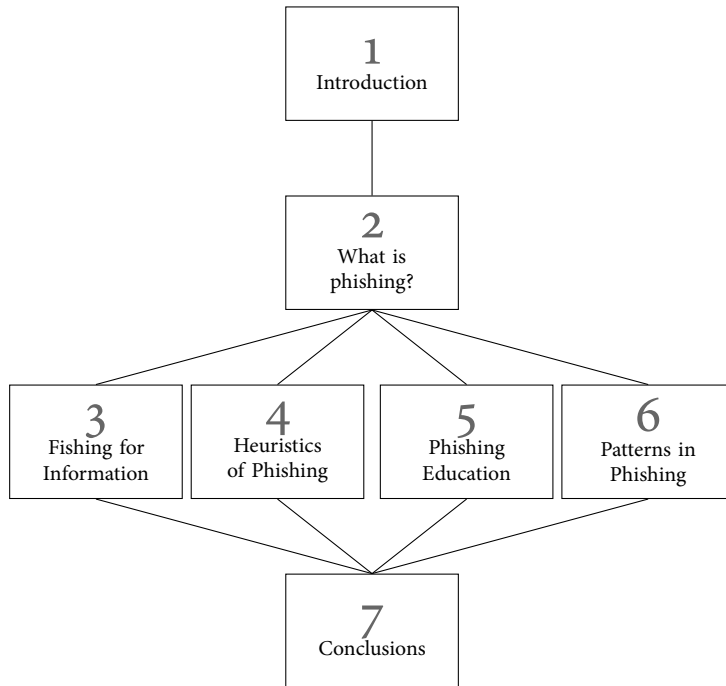 1
Introduction
2
What is
phishing?
3
Fishing for
Information
4
Heuristics
of Phishing
5
Phishing
Education
6
Patterns in
Phishing
7
Conclusions